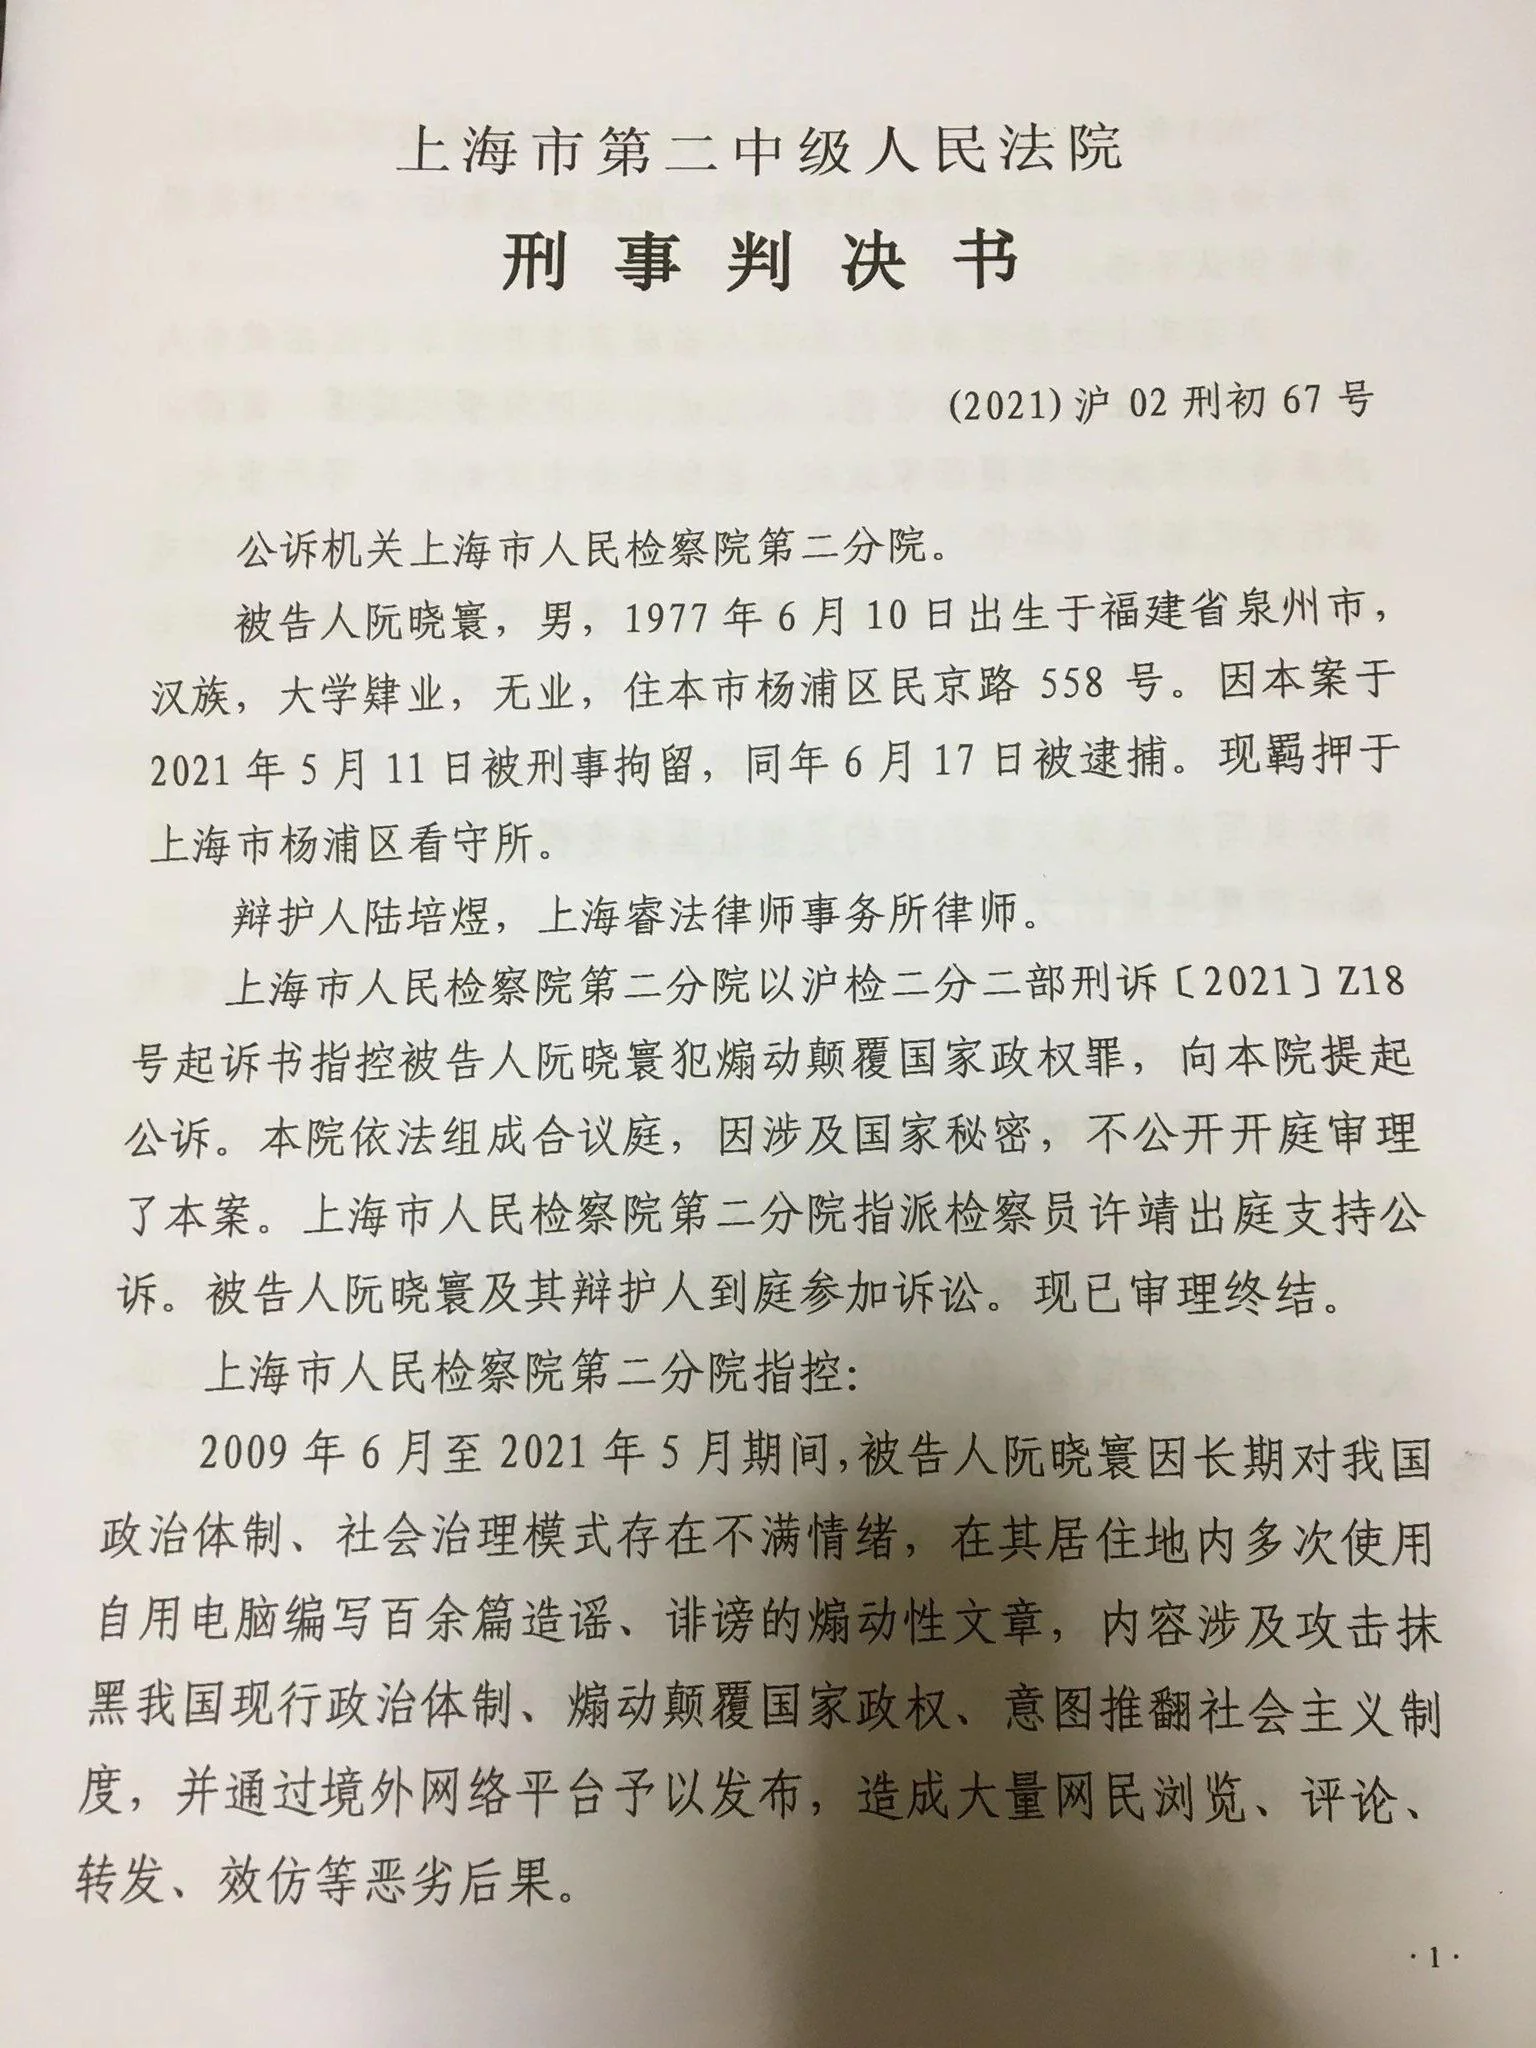 上海市第二中级人民法院
刑事判决书
(2021)沪 02 刑初 67 号
公诉机关上海市人民检察院第二分院。
被告人阮晓寰，男，1977 年 6 月 10 日出生于福建省泉州市，
汉族，大学肄业，无业，住本市杨浦区民京路 558 号。因本案于
2021 年 5 月 11 日被刑事拘留，同年 6 月 17 日被逮捕。现羁押于
上海市杨浦区看守所。
辩护人陆培煜，上海睿法律师事务所律师。
上海市人民检察院第二分院以沪检二分二部刑诉〔2021〕Z18
号起诉书指控被告人阮晓寰犯煽动颠覆国家政权罪，向本院提起
公诉。本院依法组成合议庭，因涉及国家秘密，不公开开庭审理
了本案。上海市人民检察院第二分院指派检察员许靖出庭支持公
诉。被告人阮晓寰及其辩护人到庭参加诉讼。现已审理终结。
上海市人民检察院第二分院指控：
2009 年 6 月至 2021 年 5 月期间，被告人阮晓寰因长期对我国
政治体制、社会治理模式存在不满情绪，在其居住地内多次使用
自用电脑编写百余篇造谣、诽谤的煽动性文章，内容涉及攻击抹
黑我国现行政治体制、煽动颠覆国家政权、意图推翻社会主义制
度，并通过境外网络平台予以发布，造成大量网民浏览、评论、
转发、效仿等恶劣后果。
·1·